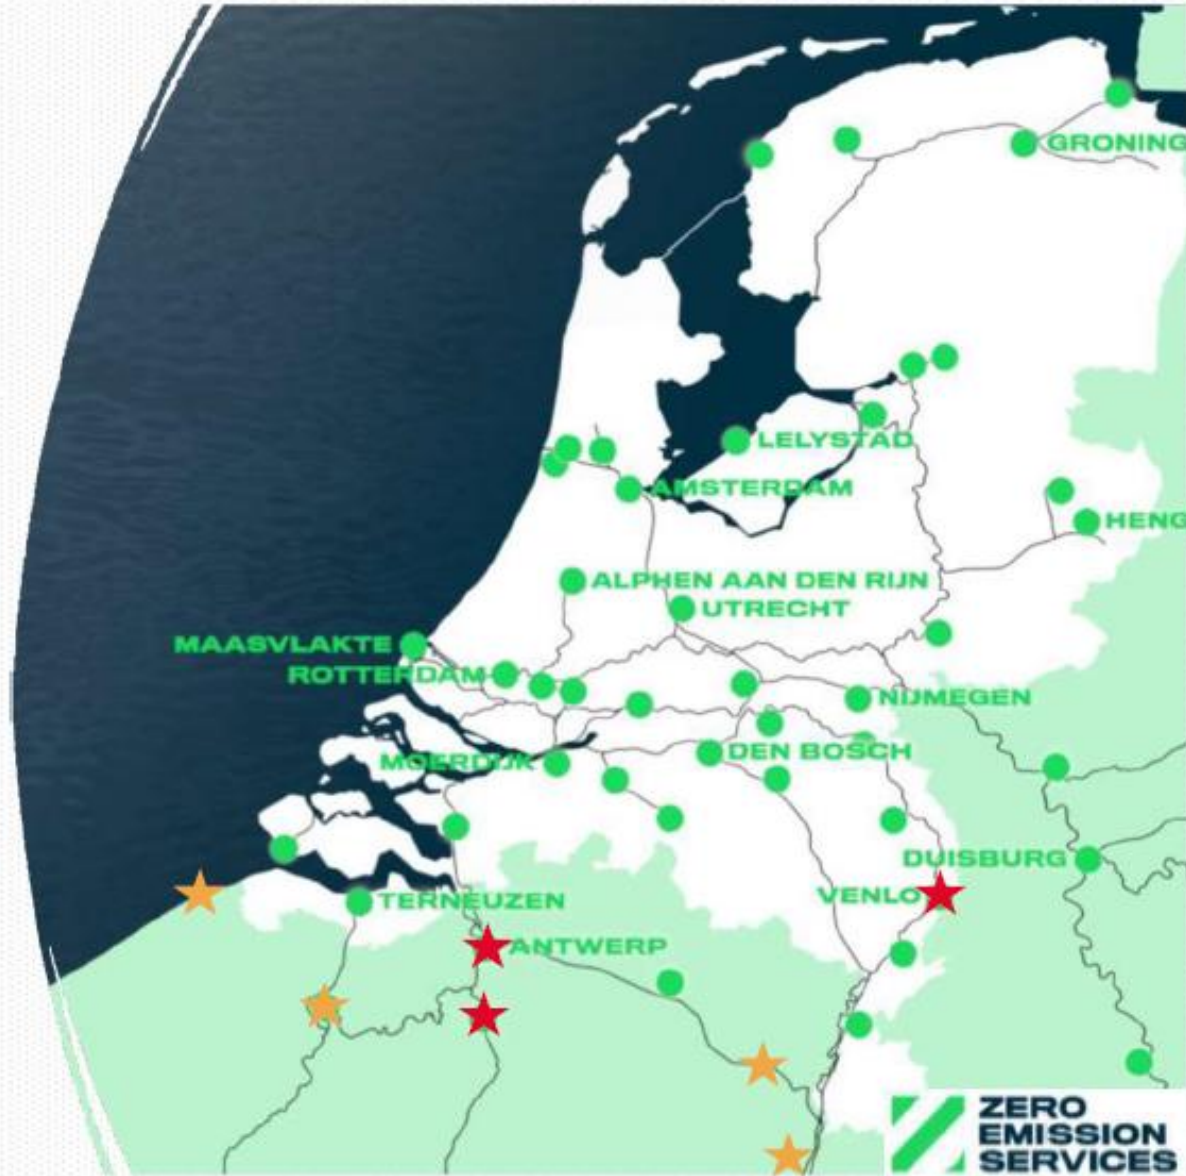 GRONING
LELYSTAD
AMSTERDAM
HENG
ALPHEN AAN DEN RIJN
UTRECHT
MAASVLAKTE
ROTTERDAM
NIJMEGEN
DEN BOSCH
MOERDIJK
DUISBURG
VENLO
TERNEUZEN
ANTWERP
ZERO
EMISSION
SERVICES